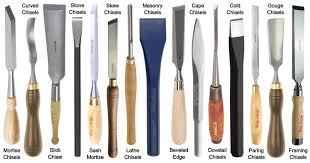 Curved
Chisels
Stone
Chisels
Skew
Chisels
Masonry
Chisels
Cape
Chisels
Cold
Chisels
Gouge
Chisels
Mortise
Chisels
Slick
Chisel
Sash
Mortise
Lathe
Chisels
Beveled
Edge
Dovetail
Chisels
Paring
Chisels
Framing
Chisels